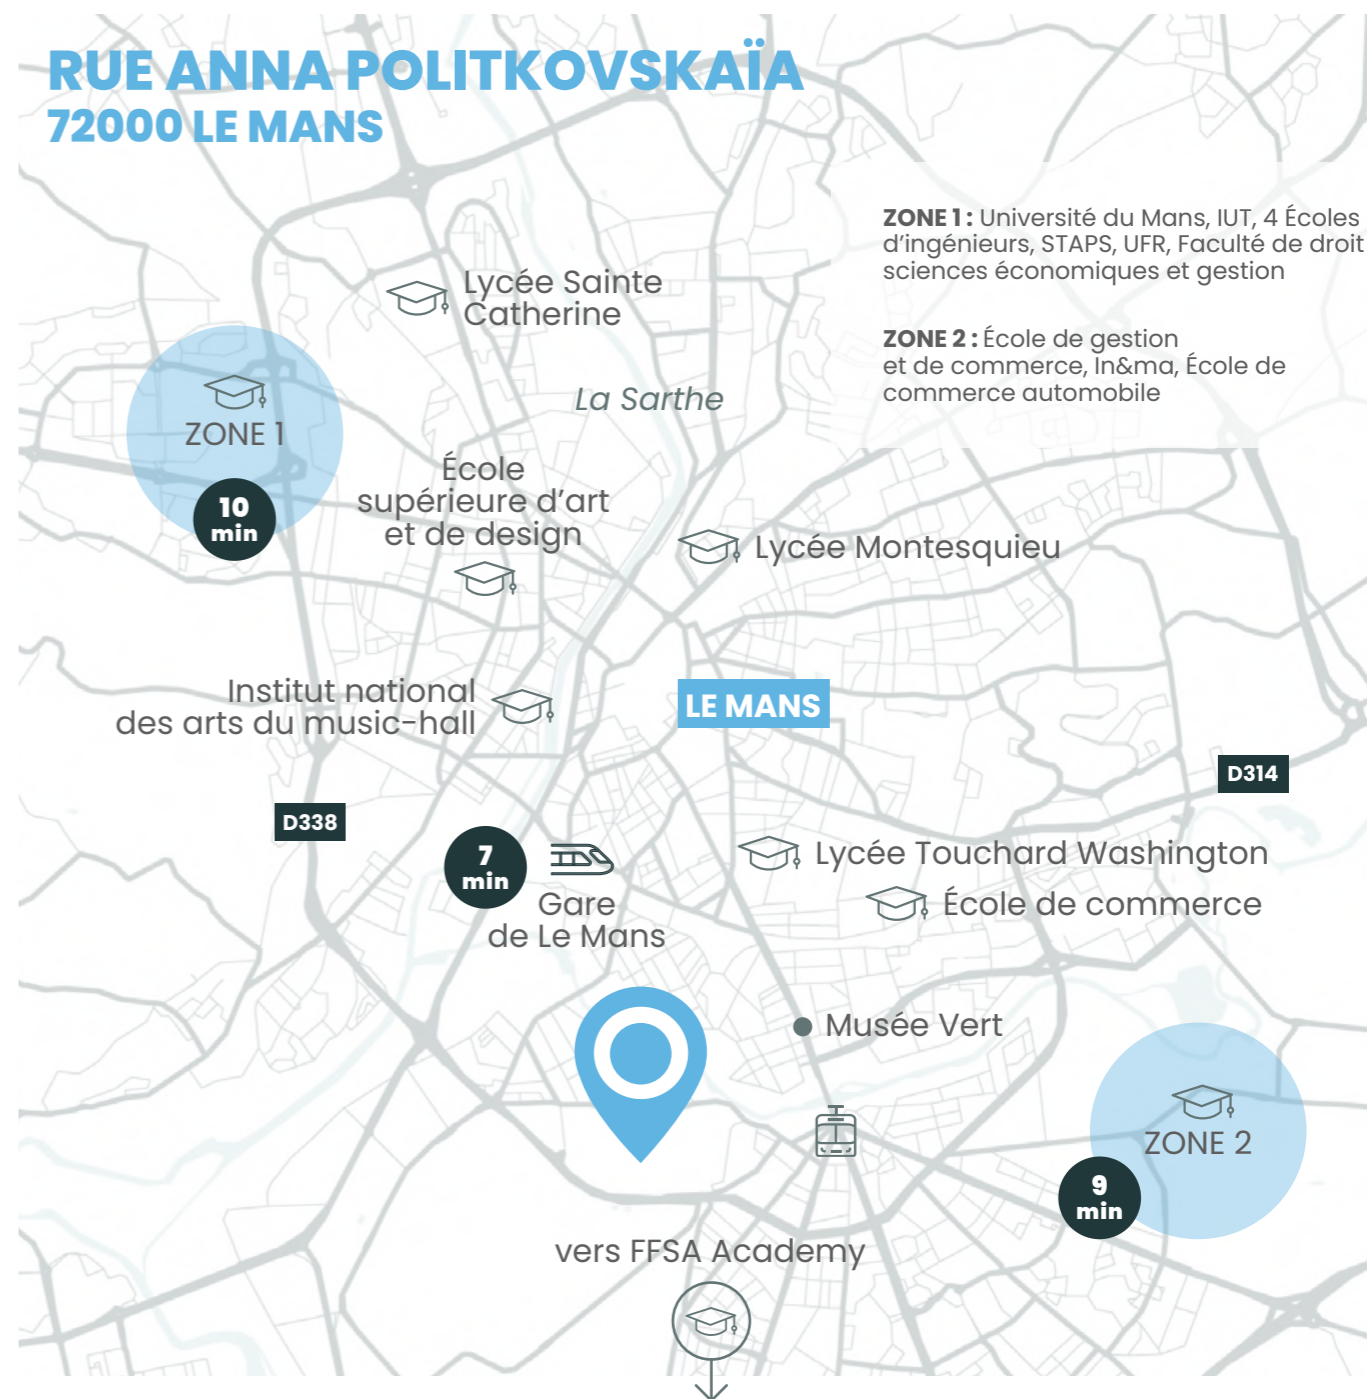 RUE ANNA POLITKOVSKAÏA
72000 LE MANS
ZONE 1 : Université du Mans, IUT, 4 Écoles
d’ingénieurs, STAPS, UFR, Faculté de droit
sciences économiques et gestion
ZONE 2 : École de gestion
et de commerce, In&ma, École de
commerce automobile
Lycée Sainte
Catherine
La Sarthe
ZONE 1
10
min
École
supérieure d’art
et de design
Lycée Montesquieu
Institut national
des arts du music-hall
LE MANS
D314
D338
7
min
Gare
de Le Mans
Lycée Touchard Washington
École de commerce
Musée Vert
ZONE 2
9
min
vers FFSA Academy